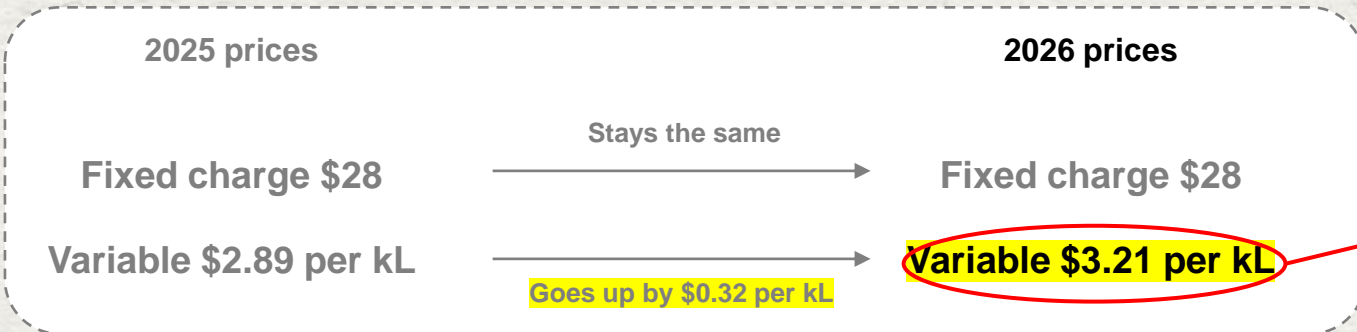 2025 prices
2026 prices
Stays the same
Fixed charge $28
Fixed charge $28
Variable $2.89 per kL
Variable $3.21 per kL
Goes up by $0.32 per kL